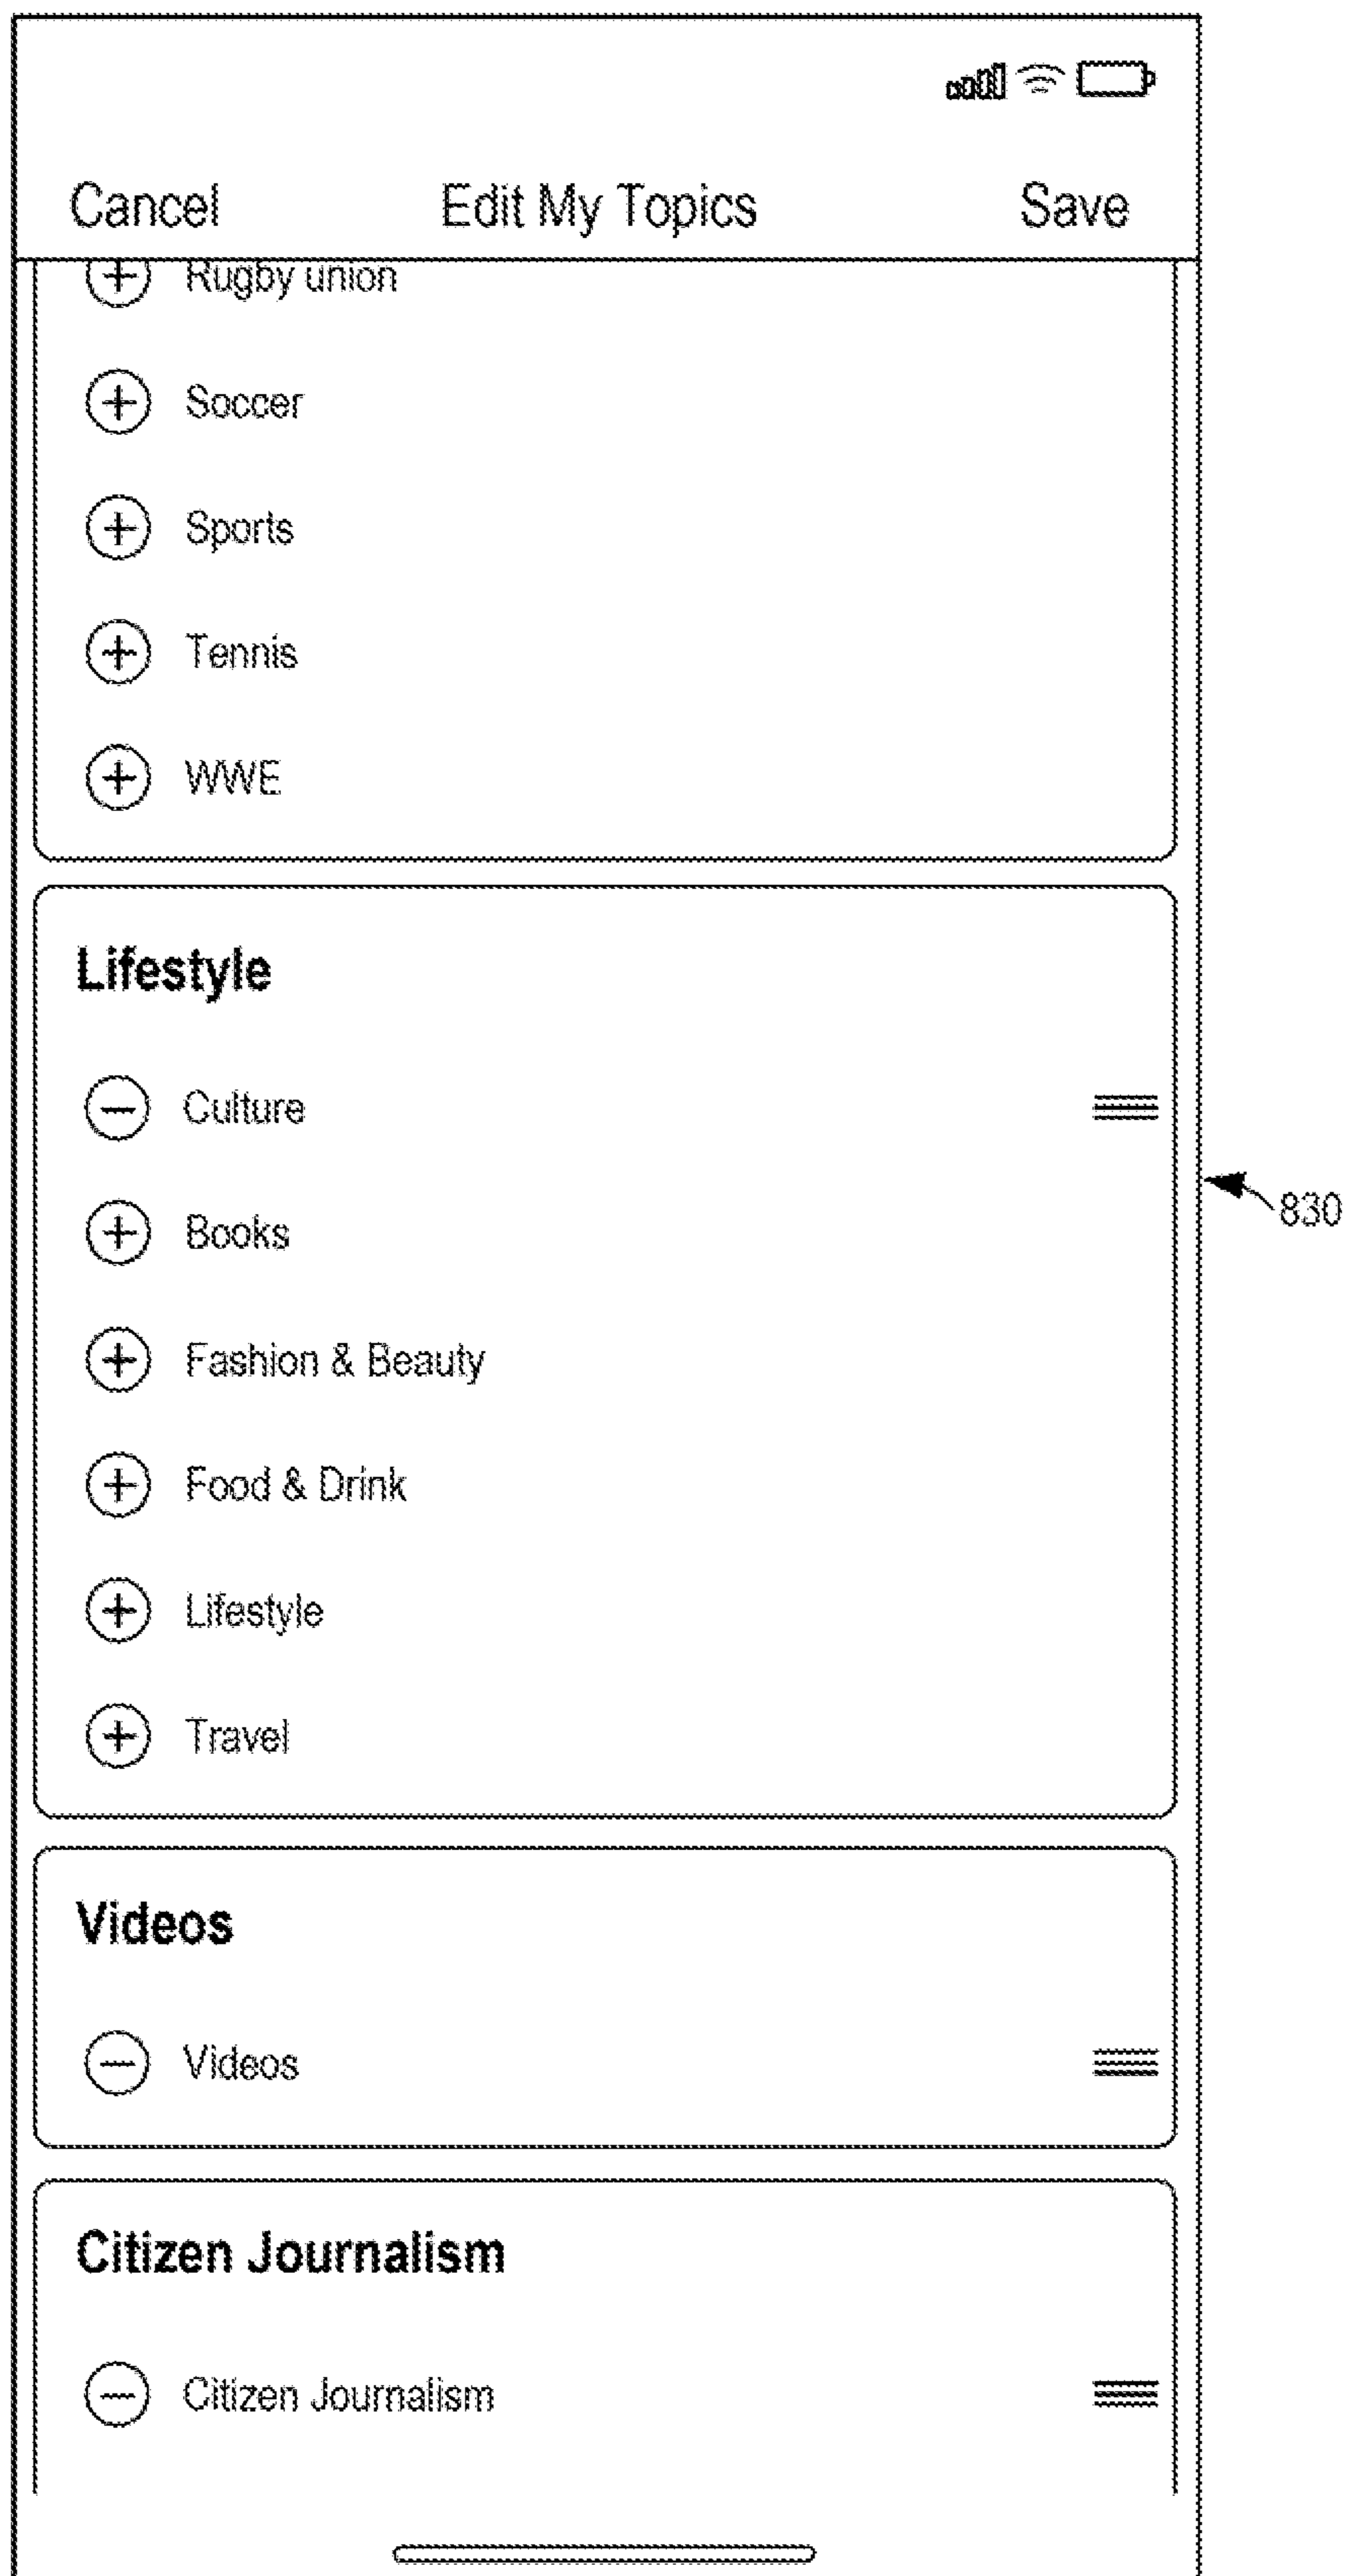 Cancel Edit My Topics Save
Rugby union
Soccer
Sports
Tennis
WWE
Lifestyle
Culture
Books
Fashion & Beauty
Food & Drink
Lifestyle
Travel
Videos
Videos
Citizen Journalism
Citizen Journalism
830